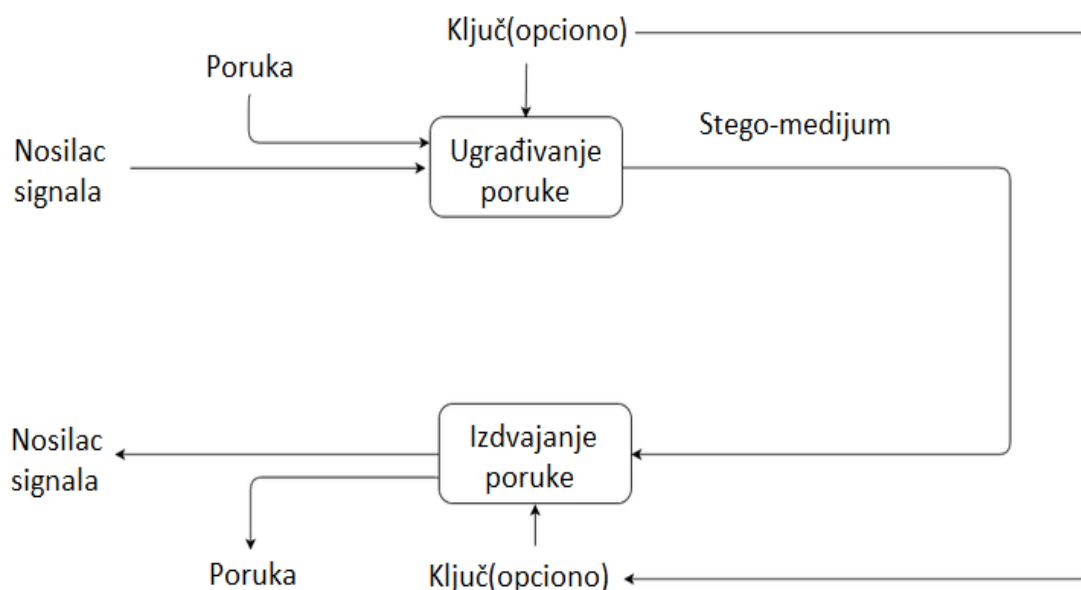 Ključ(opciono)
Poruka
Stego-medijum
Ugrađivanje
poruke
Nosilac
signala
Izdvajanje
poruke
Nosilac
signala
Poruka
Ključ(opciono)